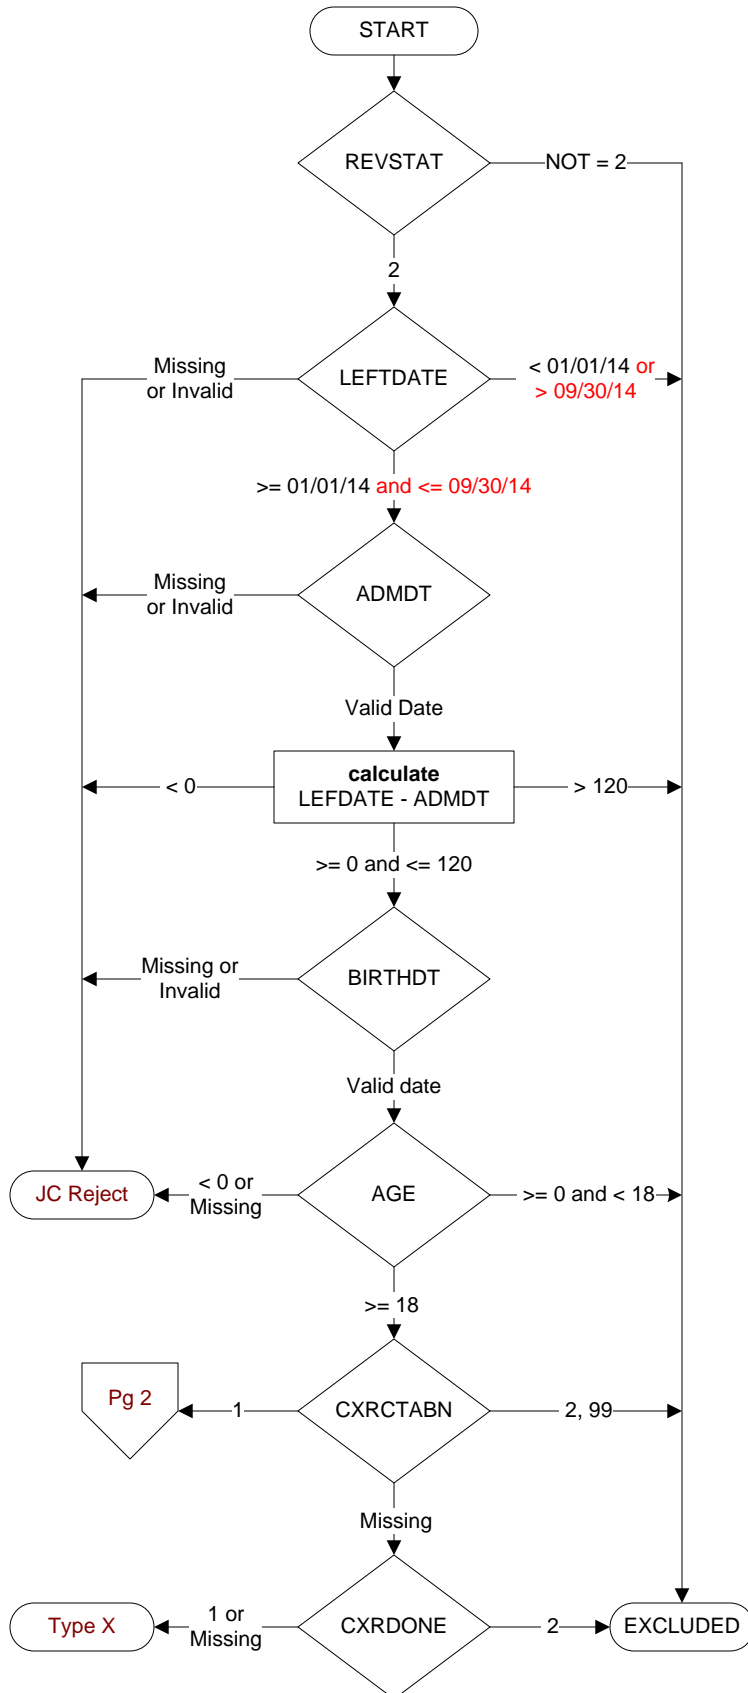 START
REVSTAT
NOT = 2
2
Missing
or Invalid
LEFTDATE
< 01/01/14 or
> 09/30/14
>= 01/01/14 and <= 09/30/14
Missing
or Invalid
ADMDT
Valid Date
< 0
calculate
LEFDATE - ADMDT
> 120
>= 0 and <= 120
Missing or
Invalid
BIRTHDT
Valid date
JC Reject
< 0 or
Missing
AGE
>= 0 and < 18
>= 18
Pg 2
1
CXRCTABN
2, 99
Missing
Type X
1 or
Missing
CXRDONE
2
EXCLUDED